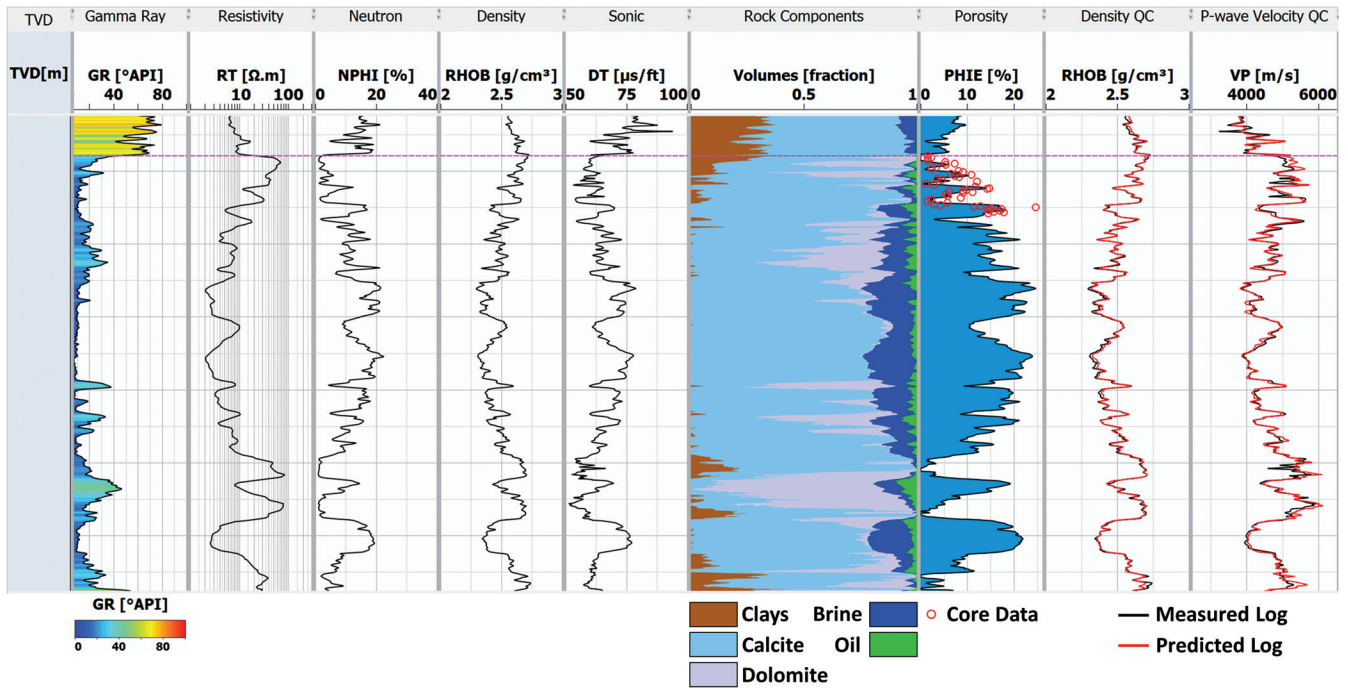 TVD Gamma Ray Resistivity Neutron Density Sonic Rock Components Porosity Density QC P-wave Velocity QC
TVD[m] GR [°API] RT [Ω.m] NPHI [%] RHOB [g/cm³] DT [µs/ft] Volumes [fraction] PHIE [%] RHOB [g/cm³] VP [m/s]
40 80 10 100 0 20 40 2 2.5 3 50 75 100 0 0.5 1 0 10 20 2 2.5 3 4000 6000
GR [°API]
0 40 80
Clays Brine Core Data Measured Log
Calcite Oil Predicted Log
Dolomite